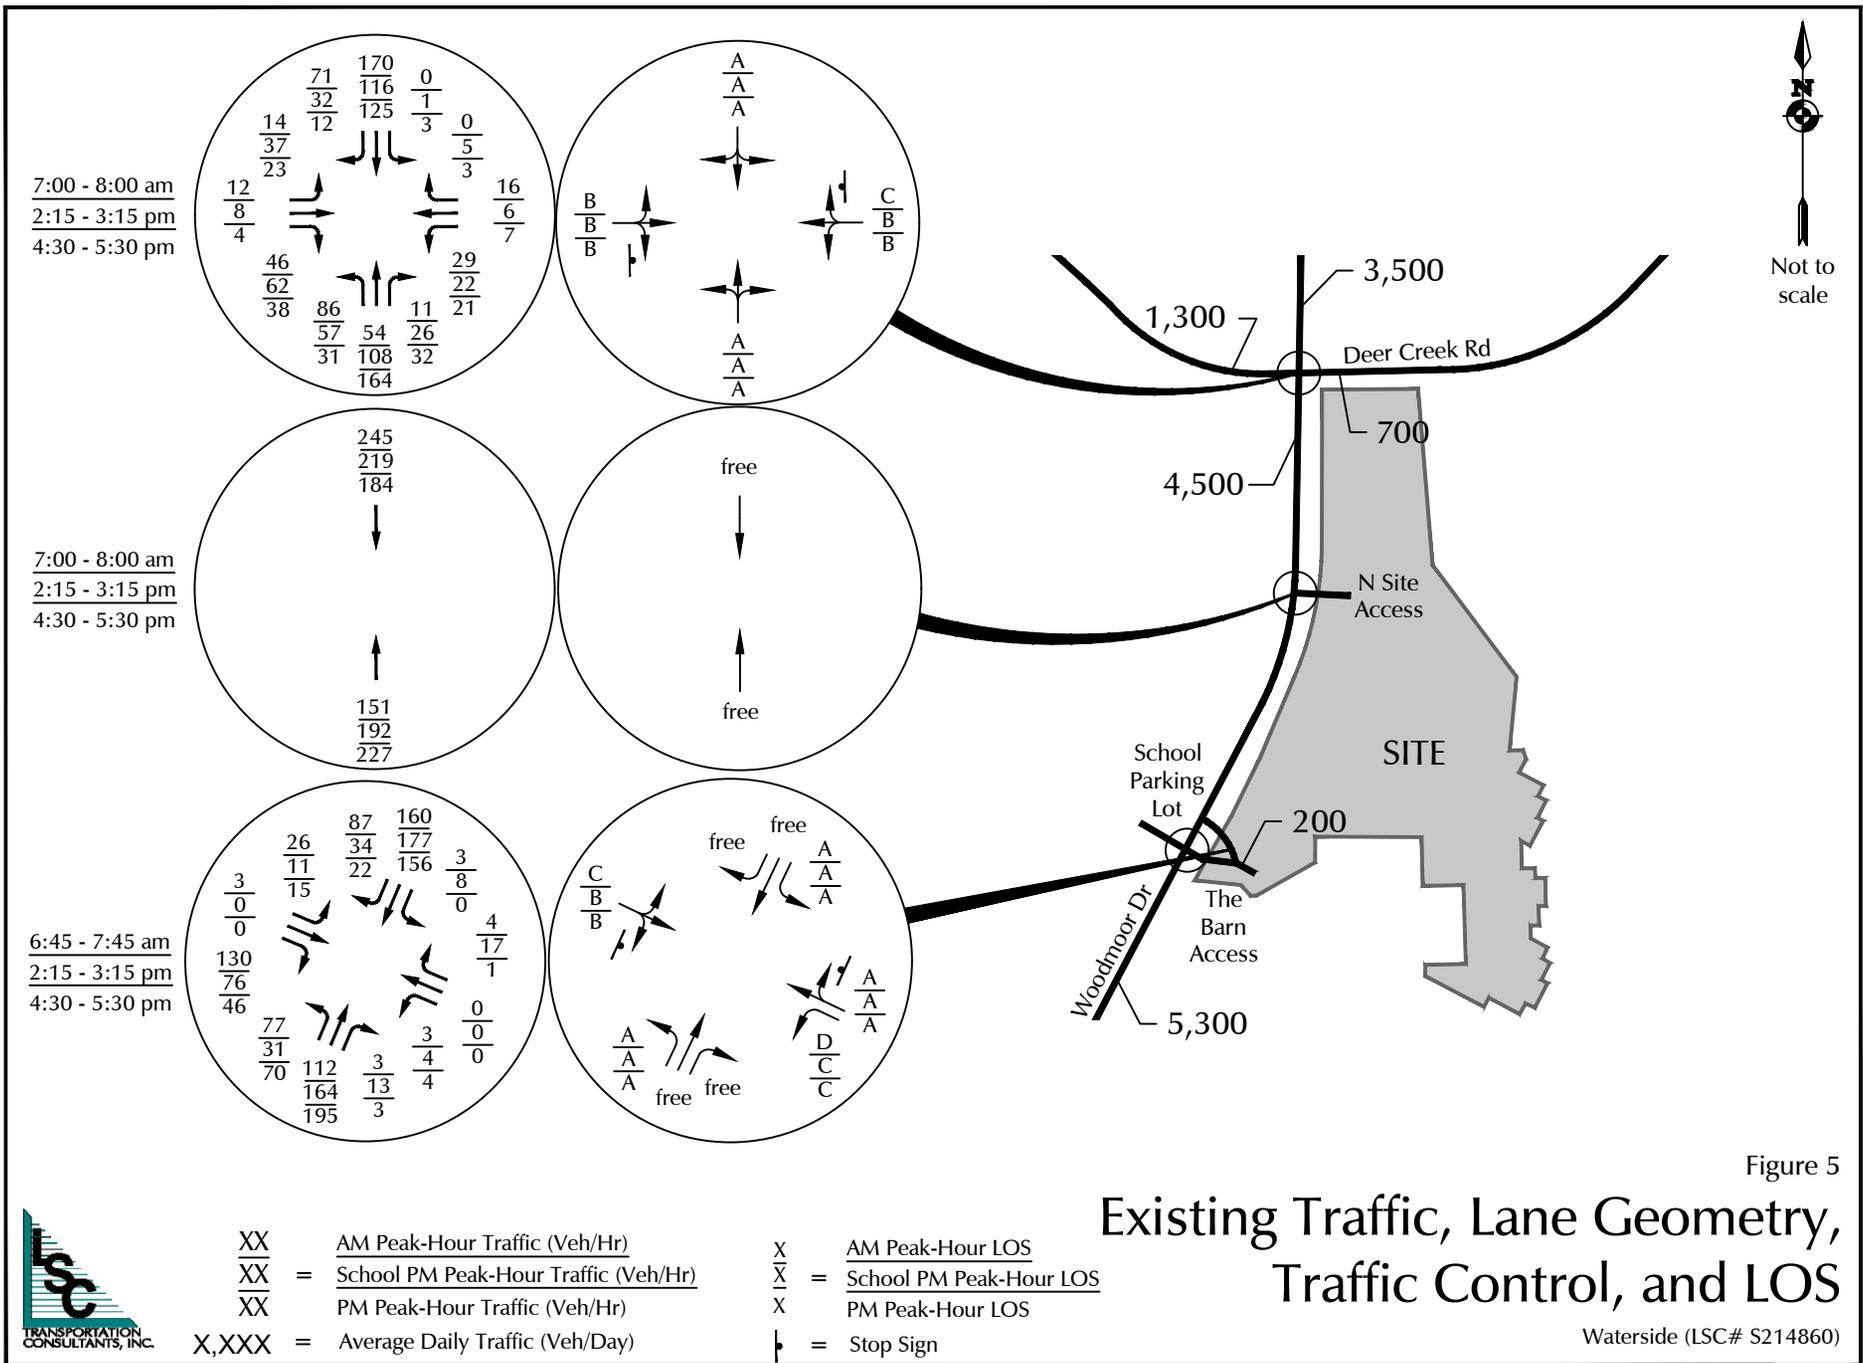 7:00 - 8:00 am
2:15 - 3:15 pm
4:30 - 5:30 pm
71
32
12
170
116
125
0
1
3
14
37
23
0
5
3
12
8
4
16
6
7
46
62
38
29
22
21
86
57
31
54
108
164
11
26
32
A
A
A
B
B
B
C
B
B
A
A
A
7:00 - 8:00 am
2:15 - 3:15 pm
4:30 - 5:30 pm
245
219
184
151
192
227
free
free
6:45 - 7:45 am
2:15 - 3:15 pm
4:30 - 5:30 pm
26
11
15
87
34
22
160
177
156
3
8
0
3
0
0
4
17
1
130
76
46
0
0
0
77
31
70
112
164
195
3
13
3
3
4
4
free
free
A
A
A
C
B
B
A
A
A
D
C
C
A
A
A
free
free
N
Not to
scale
3,500
1,300
Deer Creek Rd
700
4,500
N Site
Access
SITE
School
Parking
Lot
200
The
Barn
Access
Woodmoor Dr
5,300
Figure 5
Existing Traffic, Lane Geometry,
Traffic Control, and LOS
Waterside (LSC# S214860)
LSC
TRANSPORTATION
CONSULTANTS, INC.
XX AM Peak-Hour Traffic (Veh/Hr)
XX = School PM Peak-Hour Traffic (Veh/Hr)
XX PM Peak-Hour Traffic (Veh/Hr)
X,XXX = Average Daily Traffic (Veh/Day)
X AM Peak-Hour LOS
X = School PM Peak-Hour LOS
X PM Peak-Hour LOS
= Stop Sign